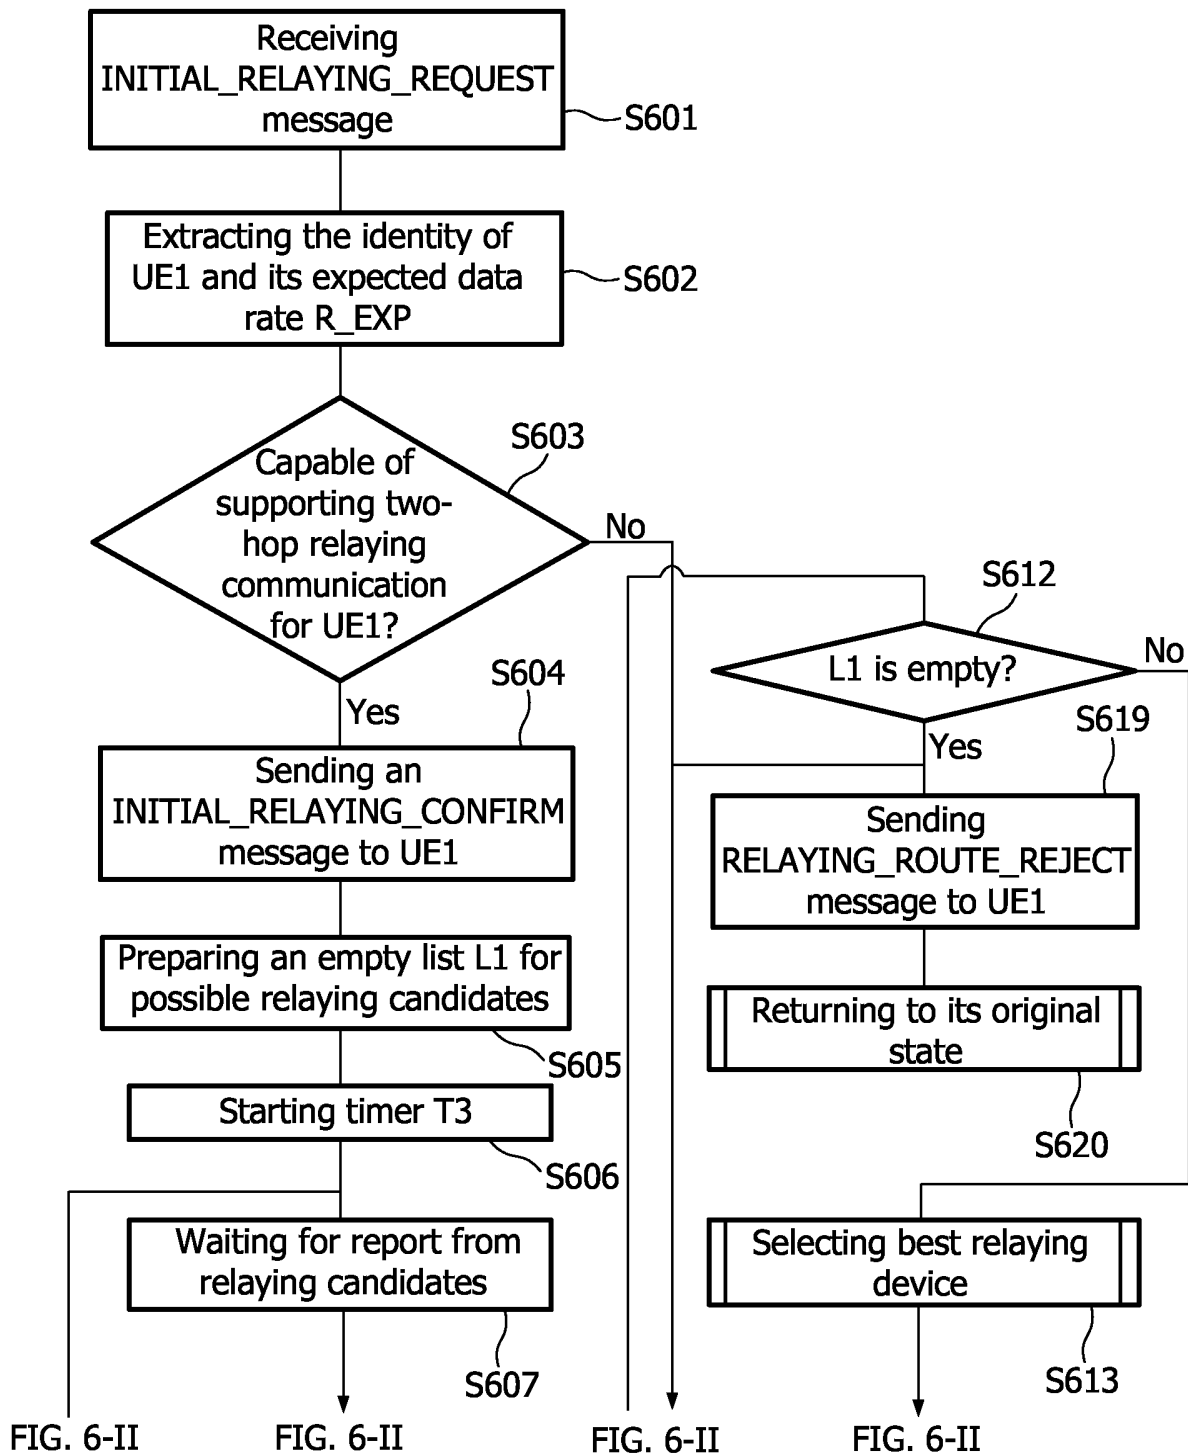 Receiving
INITIAL_RELAYING_REQUEST
message
S601
Extracting the identity of
UE1 and its expected data
rate R_EXP
S602
Capable of
supporting two-
hop relaying
communication
for UE1?
S603
No
Yes
S604
Sending an
INITIAL_RELAYING_CONFIRM
message to UE1
Preparing an empty list L1 for
possible relaying candidates
S605
Starting timer T3
S606
Waiting for report from
relaying candidates
S607
S612
L1 is empty?
No
Yes
S619
Sending
RELAYING_ROUTE_REJECT
message to UE1
Returning to its original
state
S620
Selecting best relaying
device
S613
FIG. 6-II
FIG. 6-II
FIG. 6-II
FIG. 6-II